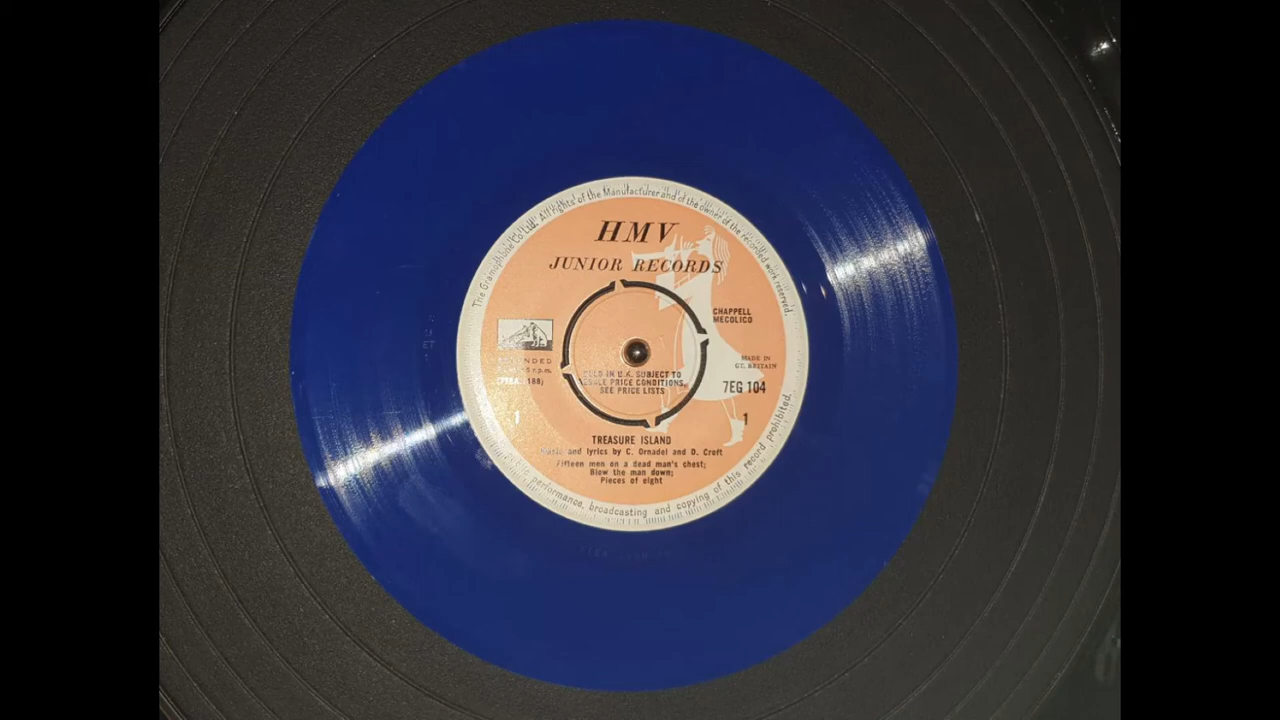 The Gramophone Co Ltd. All rights of the Manufacturer and of the owner of the recorded work reserved.
HMV
JUNIOR RECORDS
CHAPPELL
MECOLICO
MADE IN
GT. BRITAIN
7EG 104
SOLD IN U.K. SUBJECT TO
RESALE PRICE CONDITIONS,
SEE PRICE LISTS
1
1
TREASURE ISLAND
Music and lyrics by C. Ornadel and D. Croft
Fifteen men on a dead man's chest;
Blow the man down;
Pieces of eight
performance, broadcasting and copying of this record prohibited.